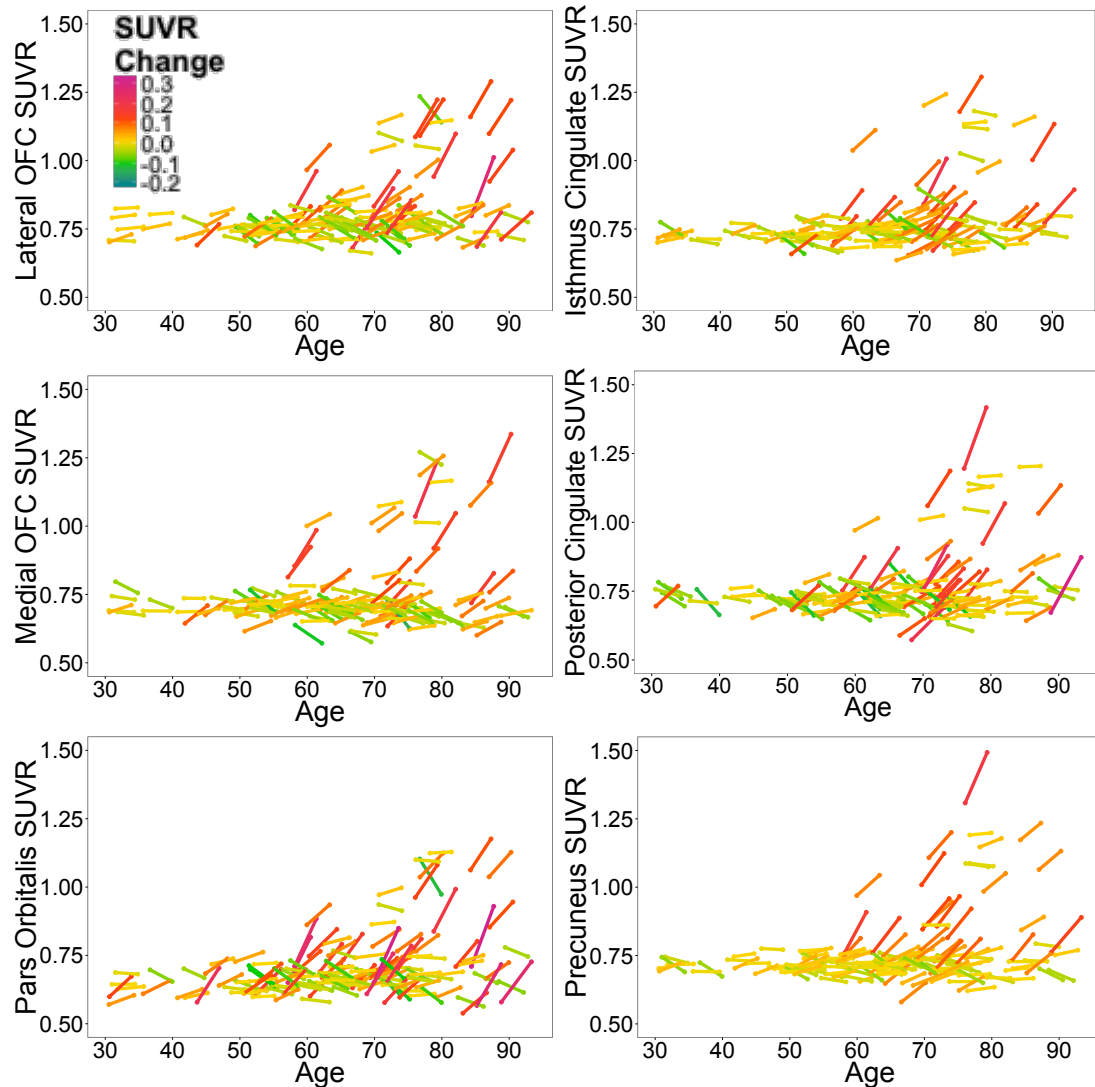 SUVR
Change
0.3
0.2
0.1
0.0
-0.1
-0.2
Lateral OFC SUVR
1.50
1.25
1.00
0.75
0.50
30 40 50 60 70 80 90
Age
Isthmus Cingulate SUVR
1.50
1.25
1.00
0.75
0.50
30 40 50 60 70 80 90
Age
Medial OFC SUVR
1.50
1.25
1.00
0.75
0.50
30 40 50 60 70 80 90
Age
Posterior Cingulate SUVR
1.50
1.25
1.00
0.75
0.50
30 40 50 60 70 80 90
Age
Pars Orbitalis SUVR
1.50
1.25
1.00
0.75
0.50
30 40 50 60 70 80 90
Age
Precuneus SUVR
1.50
1.25
1.00
0.75
0.50
30 40 50 60 70 80 90
Age